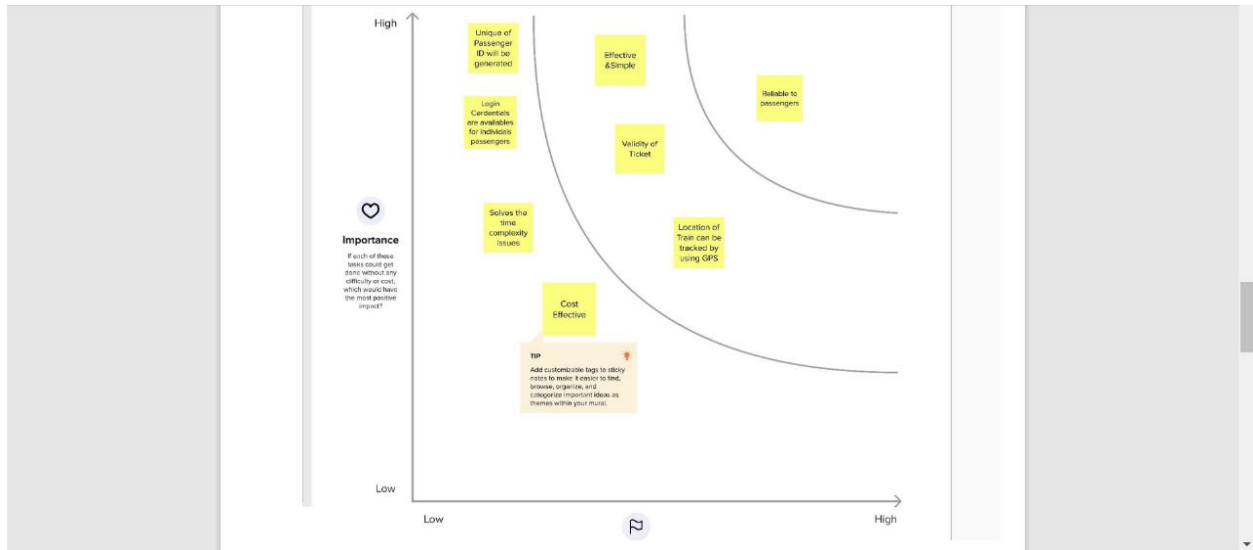 High
Unique of
Passenger
ID will be
generated
Effective
&Simple
Reliable to
passengers
Login
Cerdentials
are availables
for individals
passengers
Validity of
Ticket
Importance
If each of these
tasks could get
done without any
difficulty or cost,
which would have
the most positive
impact?
Solves the
time
complexity
issues
Location of
Train can be
tracked by
using GPS
Cost
Effective
TIP
Add customizable tags to sticky
notes to make it easier to find,
browse, organize, and
categorize important ideas as
themes within your mural.
Low
Low
High